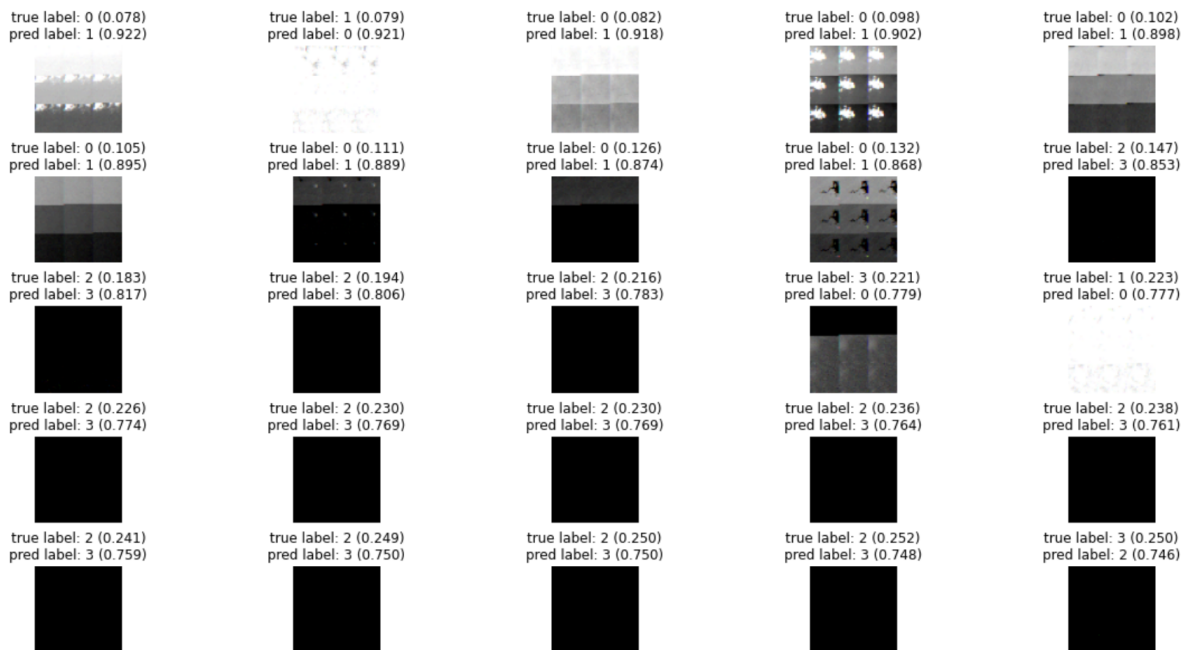 true label: 0 (0.078)
pred label: 1 (0.922)
true label: 1 (0.079)
pred label: 0 (0.921)
true label: 0 (0.082)
pred label: 1 (0.918)
true label: 0 (0.098)
pred label: 1 (0.902)
true label: 0 (0.102)
pred label: 1 (0.898)
true label: 0 (0.105)
pred label: 1 (0.895)
true label: 0 (0.111)
pred label: 1 (0.889)
true label: 0 (0.126)
pred label: 1 (0.874)
true label: 0 (0.132)
pred label: 1 (0.868)
true label: 2 (0.147)
pred label: 3 (0.853)
true label: 2 (0.183)
pred label: 3 (0.817)
true label: 2 (0.194)
pred label: 3 (0.806)
true label: 2 (0.216)
pred label: 3 (0.783)
true label: 3 (0.221)
pred label: 0 (0.779)
true label: 1 (0.223)
pred label: 0 (0.777)
true label: 2 (0.226)
pred label: 3 (0.774)
true label: 2 (0.230)
pred label: 3 (0.769)
true label: 2 (0.230)
pred label: 3 (0.769)
true label: 2 (0.236)
pred label: 3 (0.764)
true label: 2 (0.238)
pred label: 3 (0.761)
true label: 2 (0.241)
pred label: 3 (0.759)
true label: 2 (0.249)
pred label: 3 (0.750)
true label: 2 (0.250)
pred label: 3 (0.750)
true label: 2 (0.252)
pred label: 3 (0.748)
true label: 3 (0.250)
pred label: 2 (0.746)